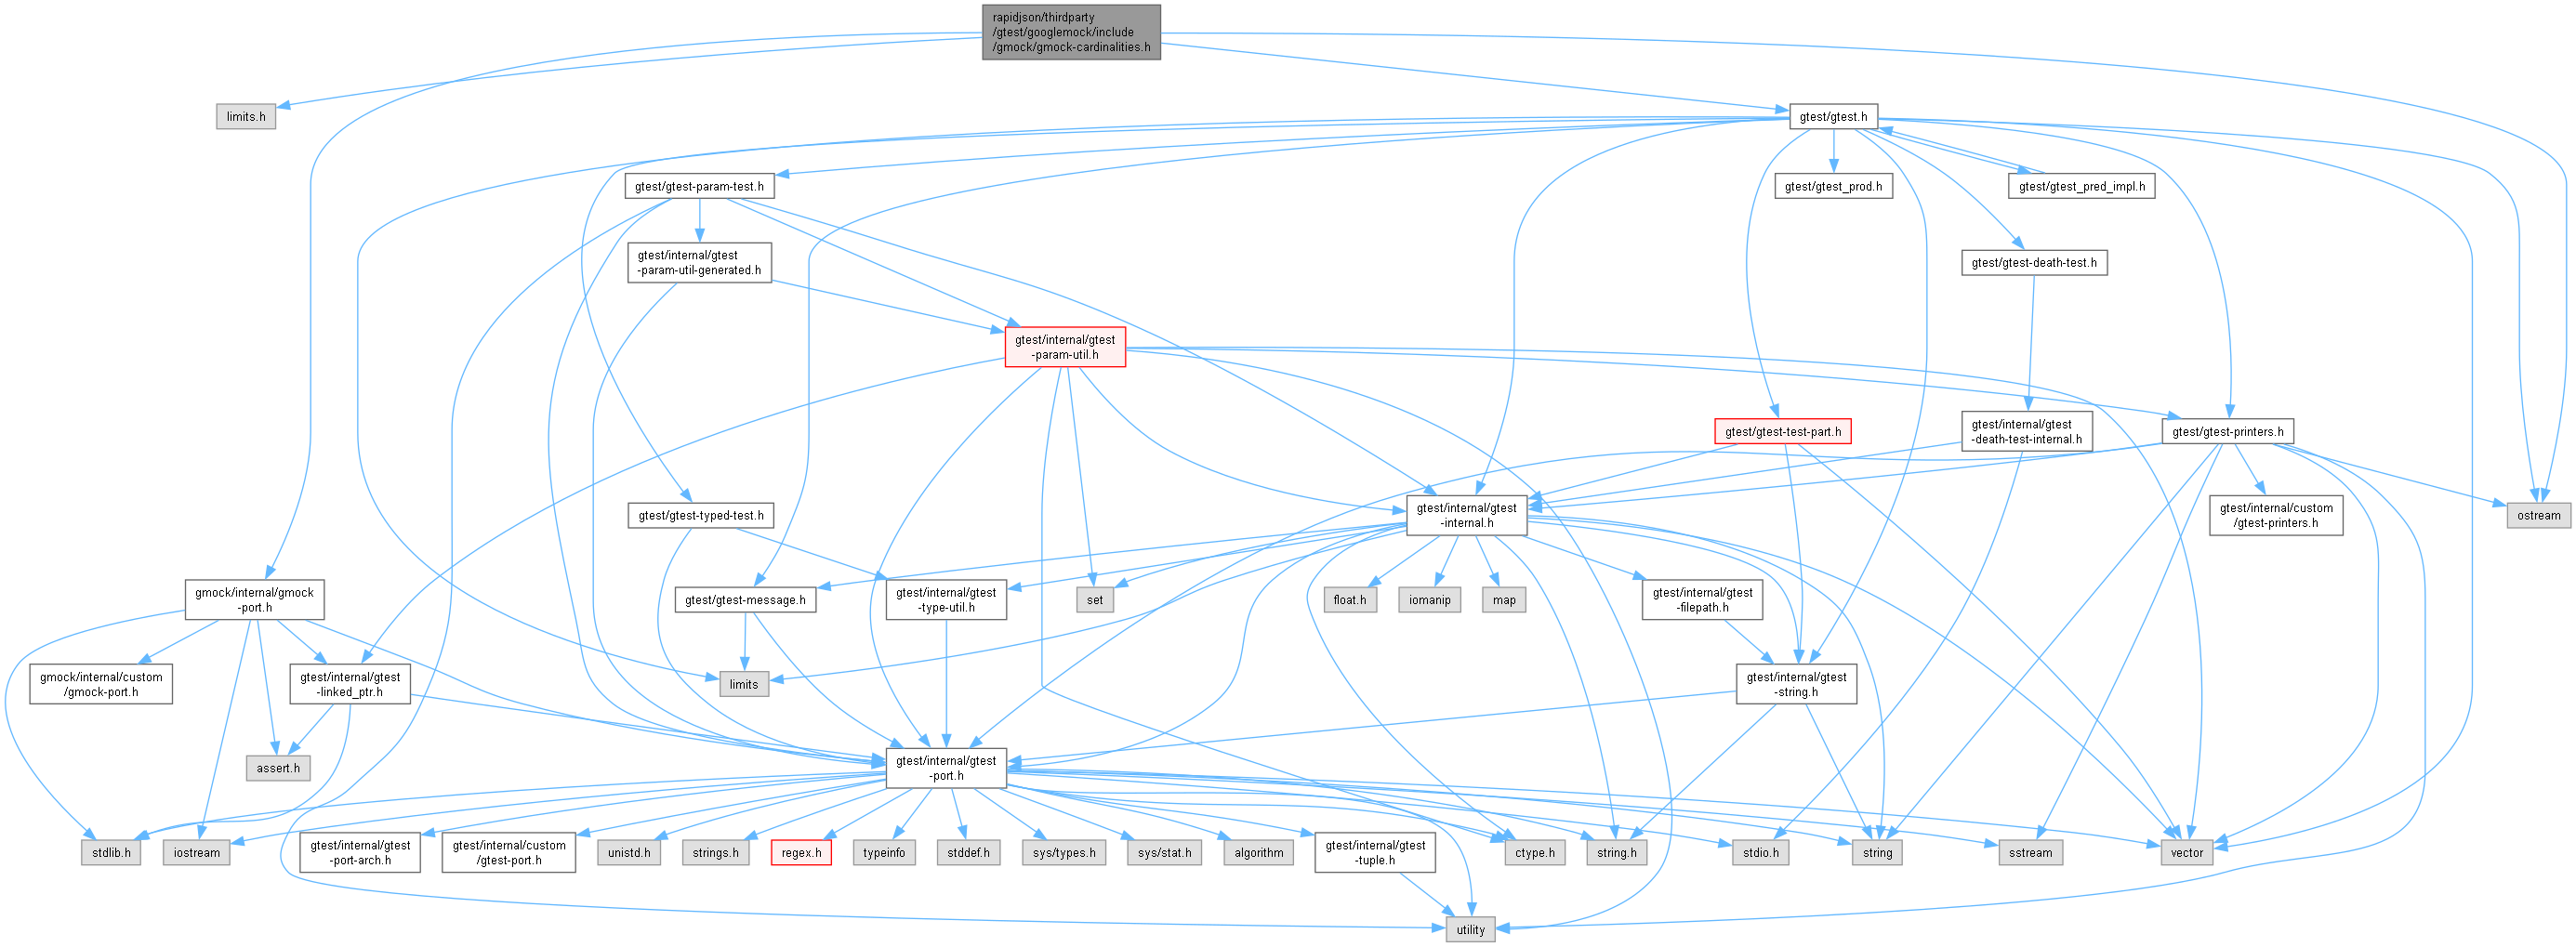 rapidjson/thirdparty
/gtest/googlemock/include
/gmock/gmock-cardinalities.h
limits.h
gtest/gtest.h
gtest/gtest-param-test.h
gtest/gtest_prod.h
gtest/gtest_pred_impl.h
gtest/internal/gtest
-param-util-generated.h
gtest/gtest-death-test.h
gtest/internal/gtest
-param-util.h
gtest/gtest-test-part.h
gtest/internal/gtest
-death-test-internal.h
gtest/gtest-printers.h
gtest/gtest-typed-test.h
gtest/internal/gtest
-internal.h
gtest/internal/custom
/gtest-printers.h
ostream
gmock/internal/gmock
-port.h
gtest/gtest-message.h
gtest/internal/gtest
-type-util.h
set
float.h
iomanip
map
gtest/internal/gtest
-filepath.h
gmock/internal/custom
/gmock-port.h
gtest/internal/gtest
-linked_ptr.h
limits
gtest/internal/gtest
-string.h
assert.h
gtest/internal/gtest
-port.h
stdlib.h
iostream
gtest/internal/gtest
-port-arch.h
gtest/internal/custom
/gtest-port.h
unistd.h
strings.h
regex.h
typeinfo
stddef.h
sys/types.h
sys/stat.h
algorithm
gtest/internal/gtest
-tuple.h
ctype.h
string.h
stdio.h
string
sstream
vector
utility